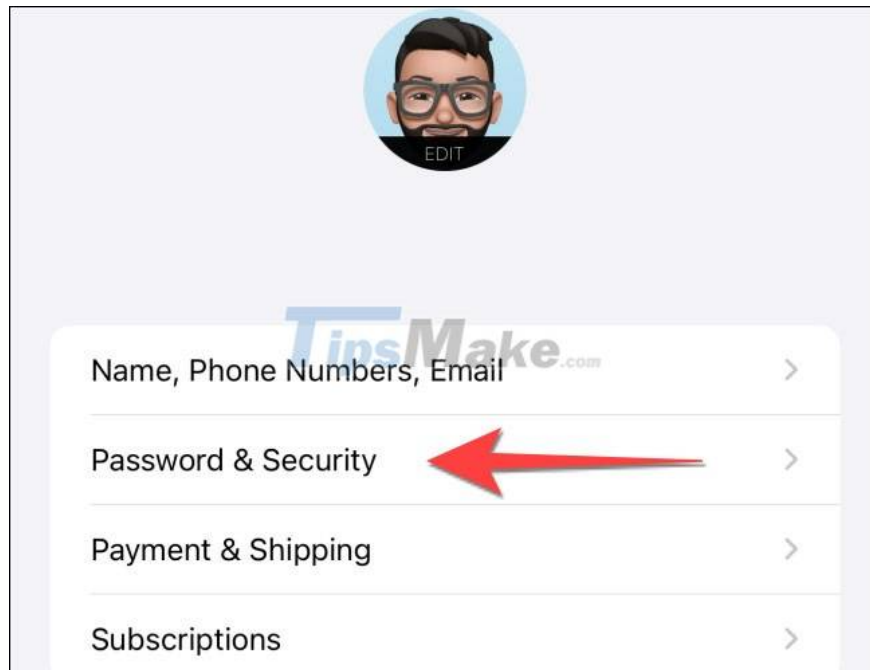 EDIT
TipsMake.com
Name, Phone Numbers, Email
Password & Security
Payment & Shipping
Subscriptions